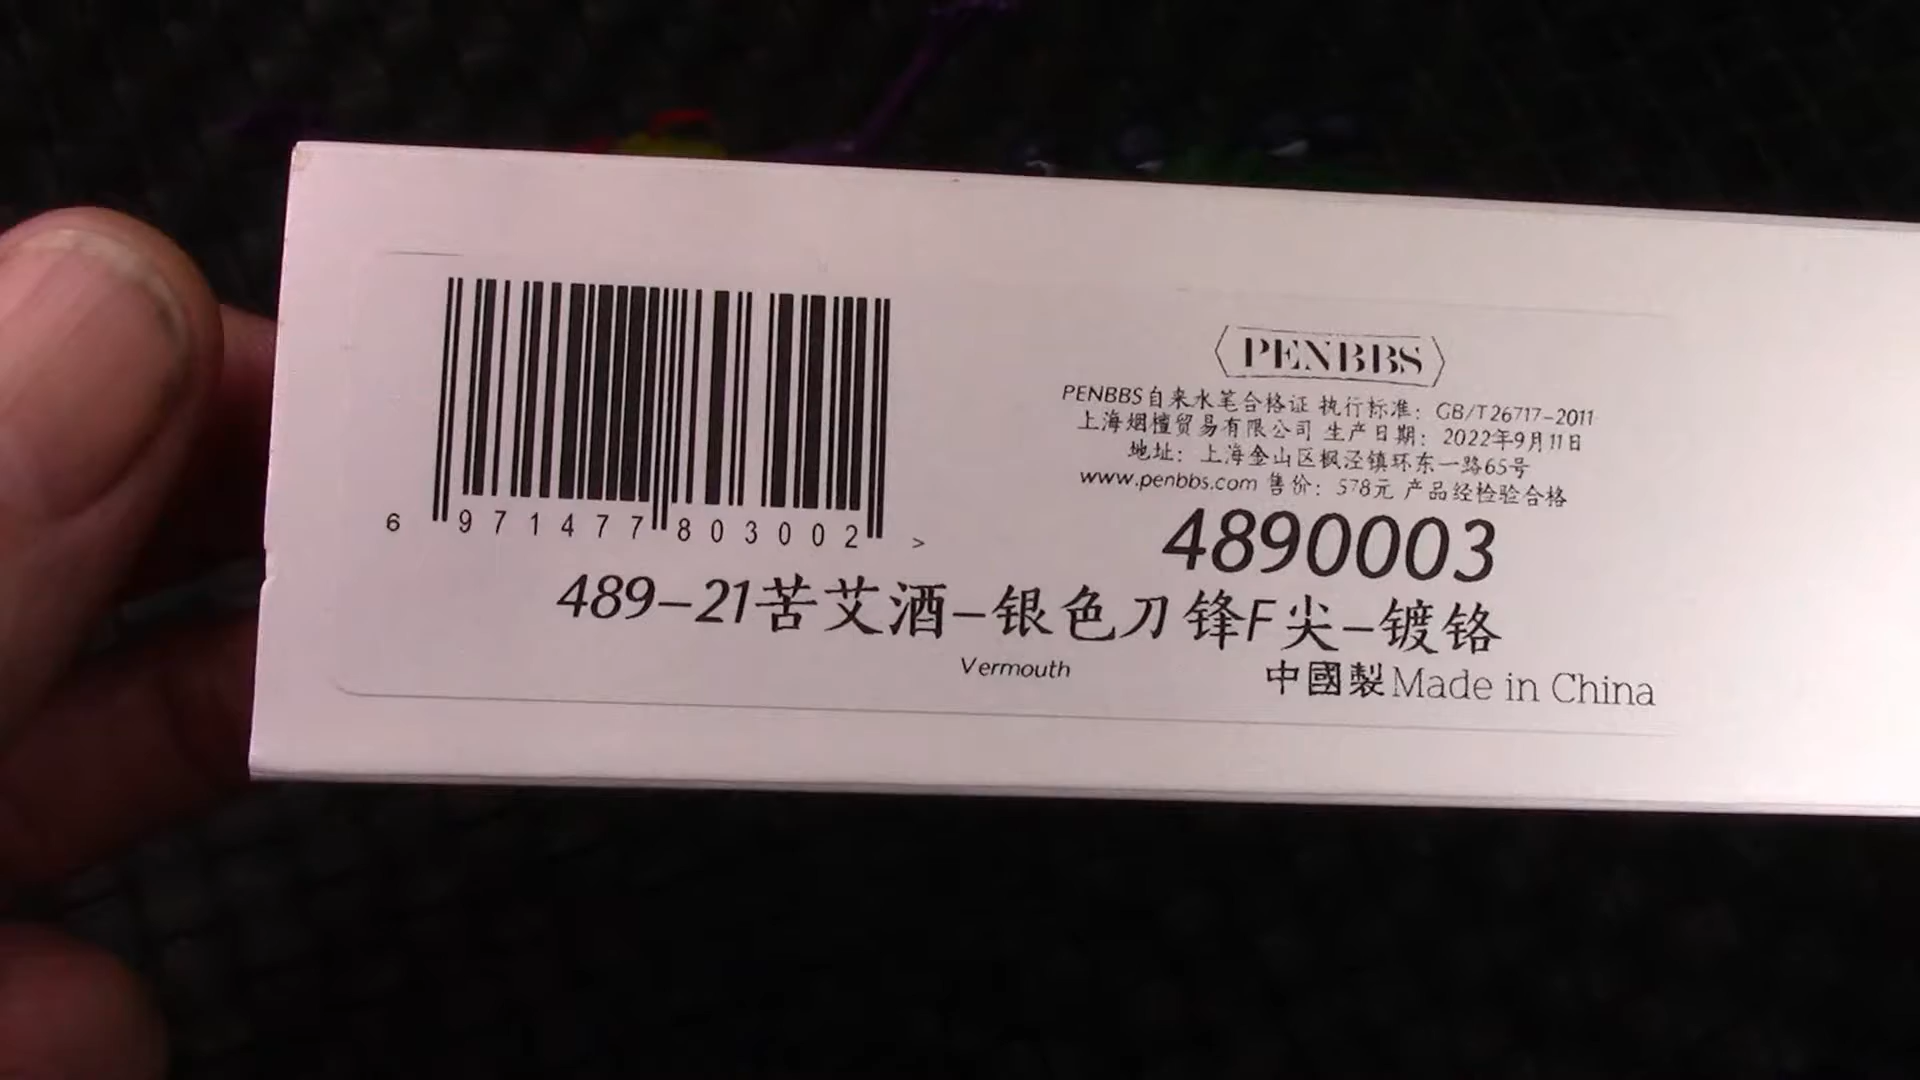 PENBBS
PENBBS自来水笔合格证 执行标准：GB/T26717-2011
上海烟檀贸易有限公司 生产日期：2022年9月11日
地址：上海金山区枫泾镇环东一路65号
www.penbbs.com 售价：578元 产品经检验合格
4890003
6 971477 803002 >
489-21苦艾酒-银色刀锋F尖-镀铬
Vermouth
中國製Made in China